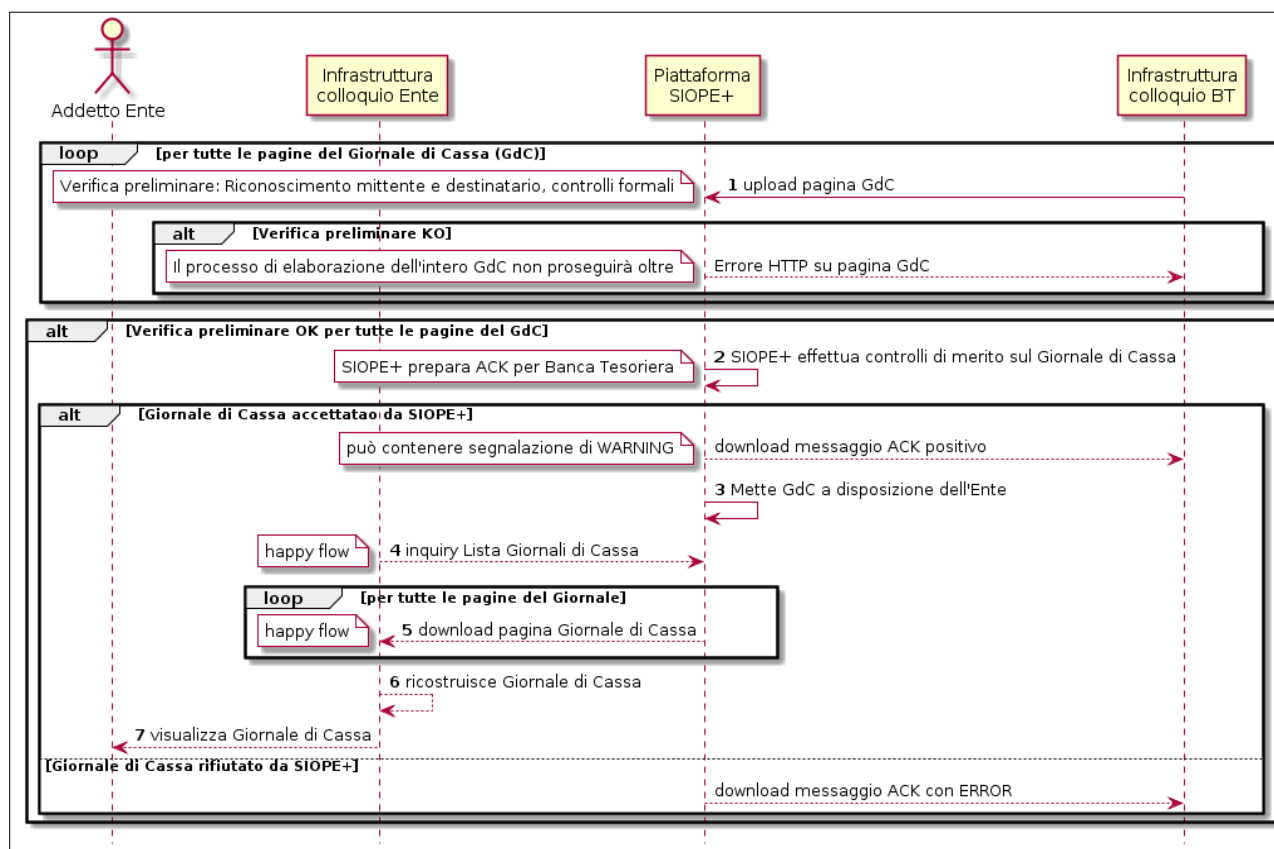 Addetto Ente
Infrastruttura
colloquio Ente
Piattaforma
SIOPE+
Infrastruttura
colloquio BT
loop [per tutte le pagine del Giornale di Cassa (GdC)]
Verifica preliminare: Riconoscimento mittente e destinatario, controlli formali
1 upload pagina GdC
alt [Verifica preliminare KO]
Il processo di elaborazione dell'intero GdC non proseguirà oltre
Errore HTTP su pagina GdC
alt [Verifica preliminare OK per tutte le pagine del GdC]
SIOPE+ prepara ACK per Banca Tesoriera
2 SIOPE+ effettua controlli di merito sul Giornale di Cassa
alt [Giornale di Cassa accettatao da SIOPE+]
può contenere segnalazione di WARNING
download messaggio ACK positivo
3 Mette GdC a disposizione dell'Ente
happy flow
4 inquiry Lista Giornali di Cassa
loop [per tutte le pagine del Giornale]
happy flow
5 download pagina Giornale di Cassa
6 ricostruisce Giornale di Cassa
7 visualizza Giornale di Cassa
[Giornale di Cassa rifiutato da SIOPE+]
download messaggio ACK con ERROR